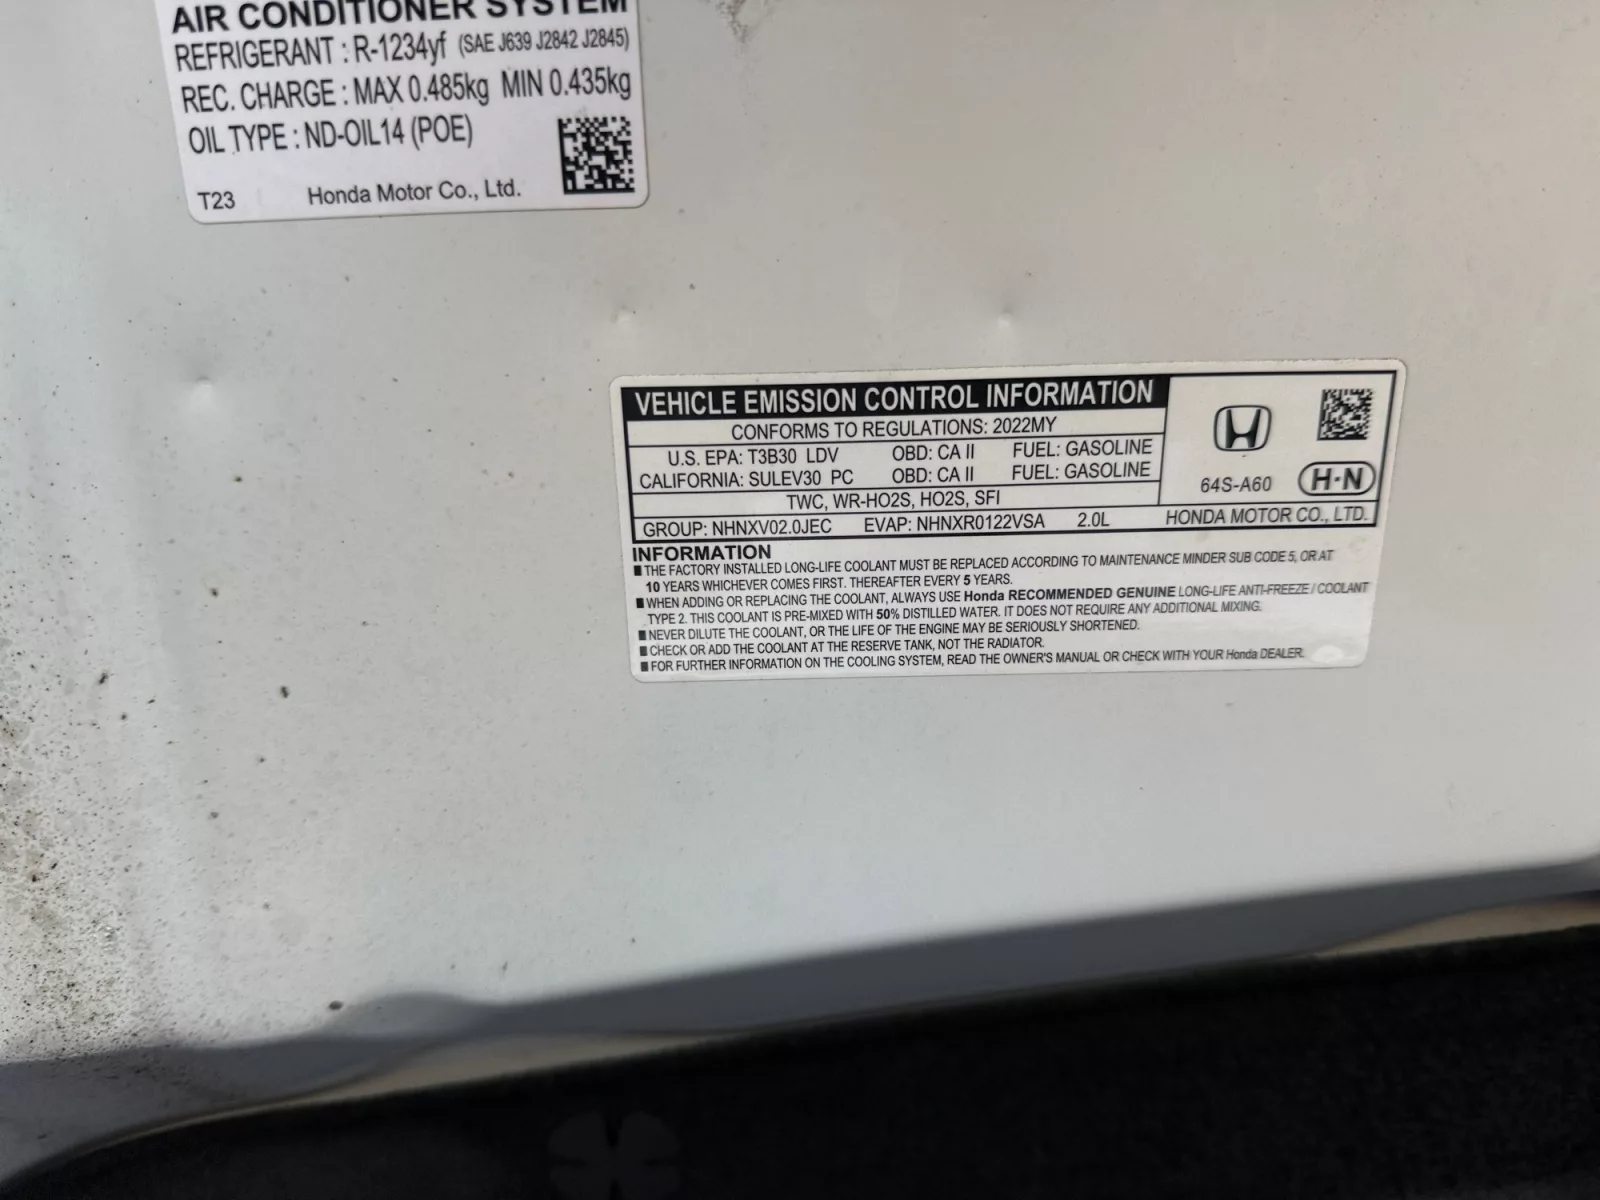 AIR CONDITIONER SYSTEM
REFRIGERANT : R-1234yf (SAE J639 J2842 J2845)
REC. CHARGE : MAX 0.485kg MIN 0.435kg
OIL TYPE : ND-OIL14 (POE)
T23 Honda Motor Co., Ltd.
VEHICLE EMISSION CONTROL INFORMATION
CONFORMS TO REGULATIONS: 2022MY
U.S. EPA: T3B30 LDV OBD: CA II FUEL: GASOLINE
CALIFORNIA: SULEV30 PC OBD: CA II FUEL: GASOLINE
TWC, WR-HO2S, HO2S, SFI
64S-A60 H·N
GROUP: NHNXV02.0JEC EVAP: NHNXR0122VSA 2.0L HONDA MOTOR CO., LTD.
INFORMATION
■ THE FACTORY INSTALLED LONG-LIFE COOLANT MUST BE REPLACED ACCORDING TO MAINTENANCE MINDER SUB CODE 5, OR AT
10 YEARS WHICHEVER COMES FIRST. THEREAFTER EVERY 5 YEARS.
■ WHEN ADDING OR REPLACING THE COOLANT, ALWAYS USE Honda RECOMMENDED GENUINE LONG-LIFE ANTI-FREEZE / COOLANT
TYPE 2. THIS COOLANT IS PRE-MIXED WITH 50% DISTILLED WATER. IT DOES NOT REQUIRE ANY ADDITIONAL MIXING.
■ NEVER DILUTE THE COOLANT, OR THE LIFE OF THE ENGINE MAY BE SERIOUSLY SHORTENED.
■ CHECK OR ADD THE COOLANT AT THE RESERVE TANK, NOT THE RADIATOR.
■ FOR FURTHER INFORMATION ON THE COOLING SYSTEM, READ THE OWNER'S MANUAL OR CHECK WITH YOUR Honda DEALER.